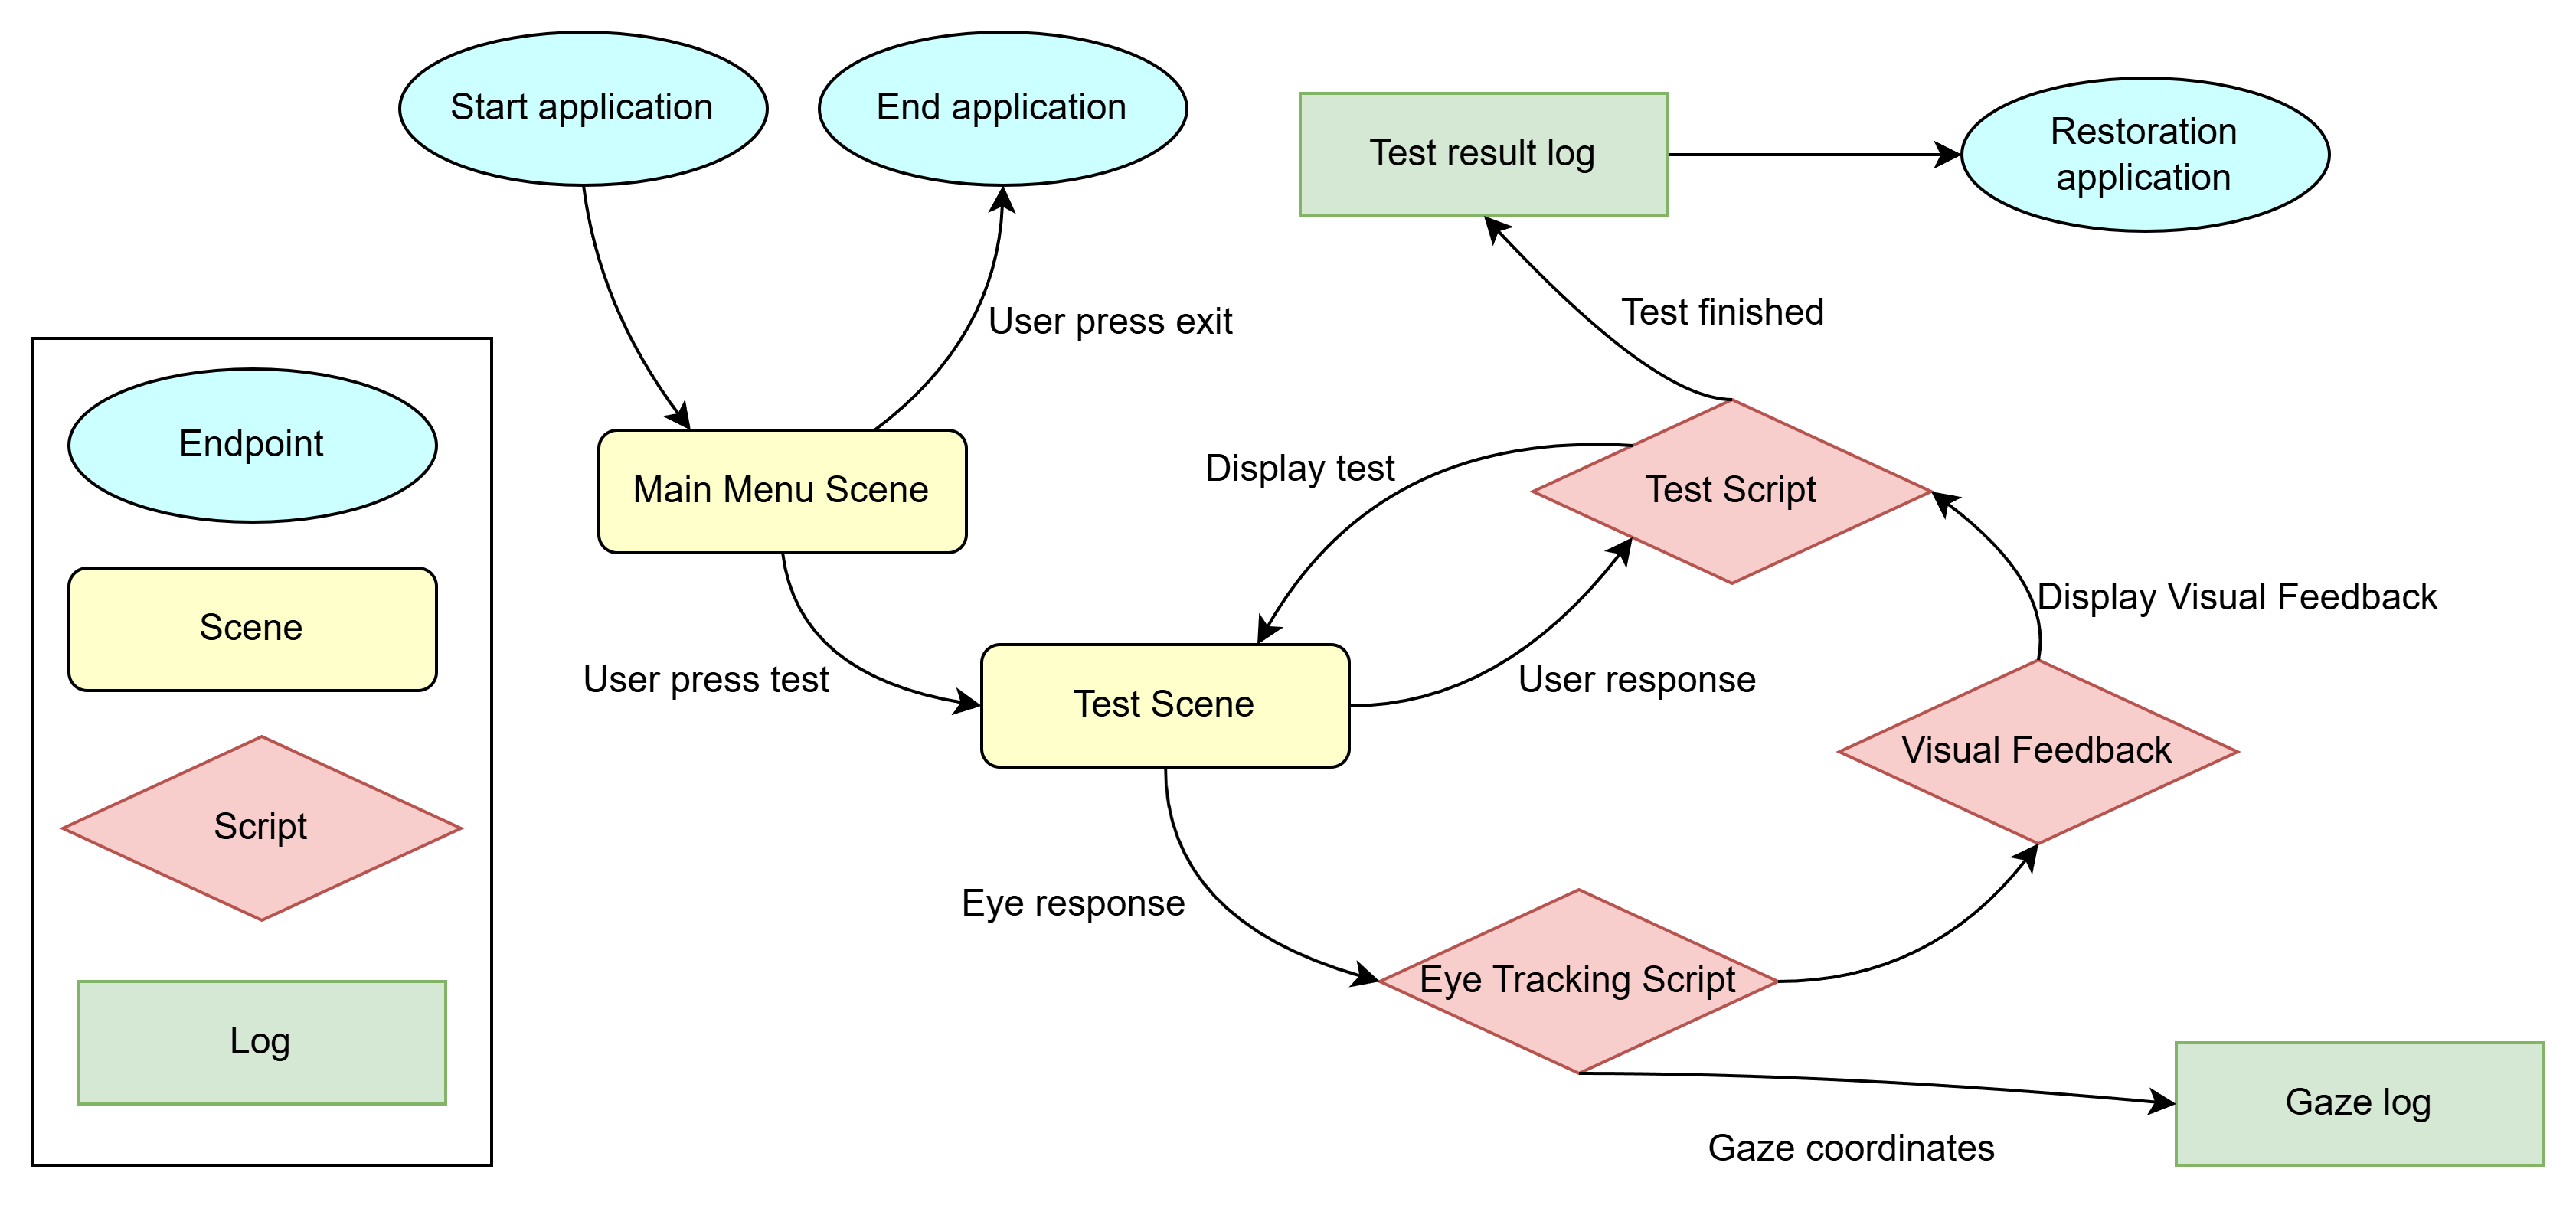 Start application
End application
Test result log
Restoration
application
User press exit
Test finished
Endpoint
Main Menu Scene
Display test
Test Script
Scene
User press test
Test Scene
User response
Display Visual Feedback
Visual Feedback
Script
Eye response
Eye Tracking Script
Log
Gaze log
Gaze coordinates